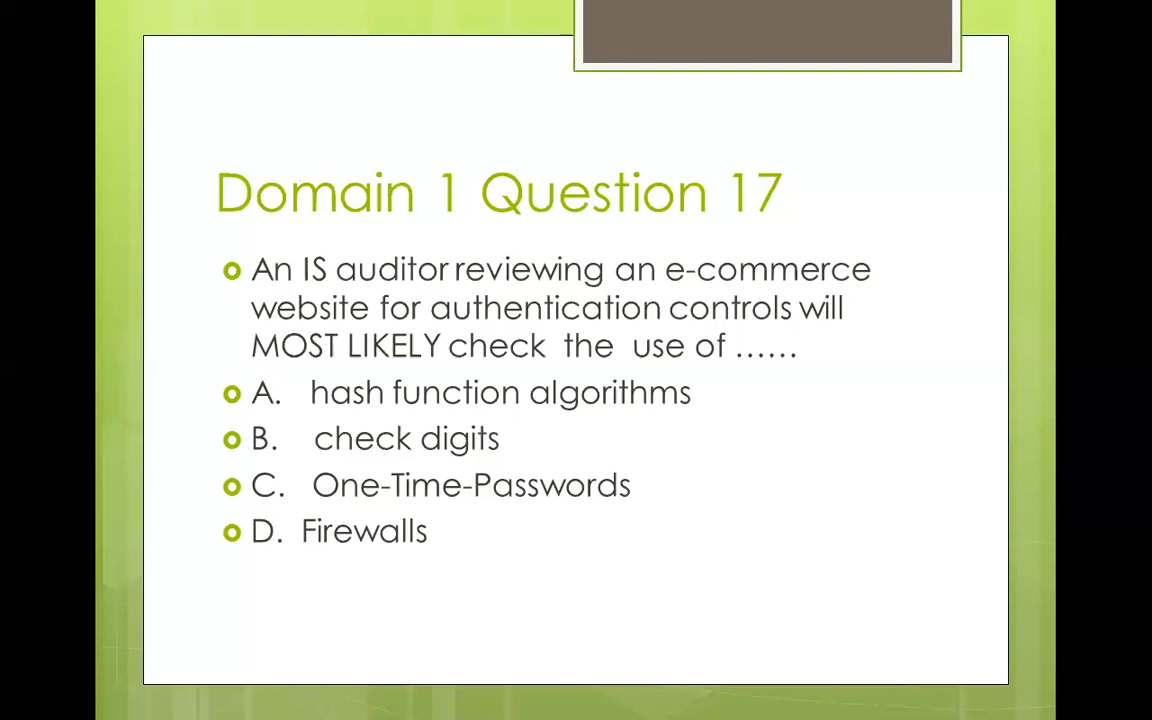 Domain 1 Question 17
An IS auditor reviewing an e-commerce
website for authentication controls will
MOST LIKELY check the use of ......
A. hash function algorithms
B. check digits
C. One-Time-Passwords
D. Firewalls